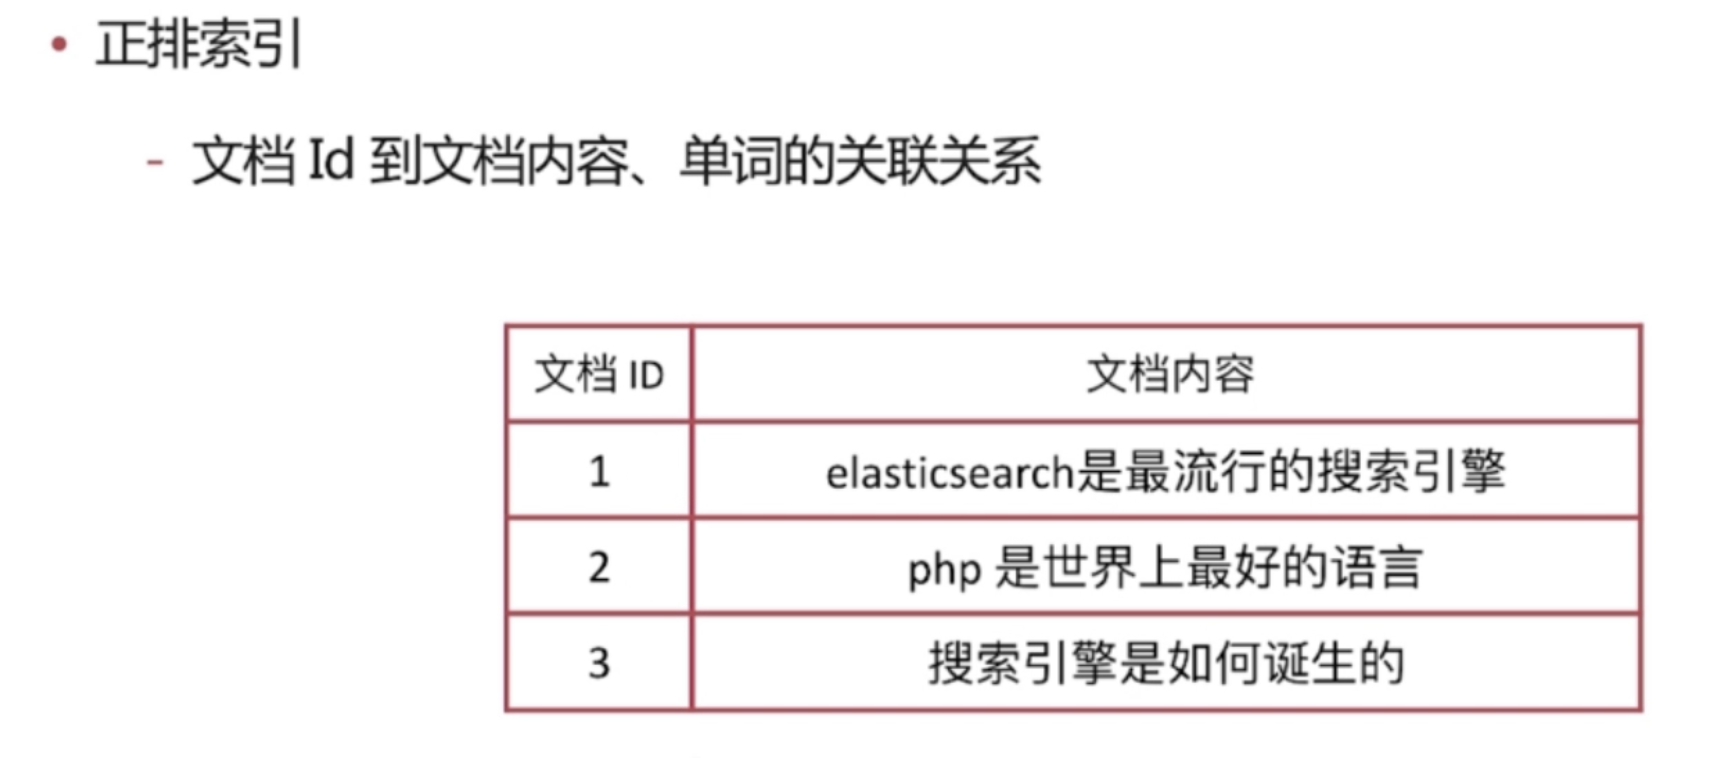 • 正排索引
- 文档 Id 到文档内容、单词的关联关系
文档 ID 文档内容
1 elasticsearch是最流行的搜索引擎
2 php 是世界上最好的语言
3 搜索引擎是如何诞生的